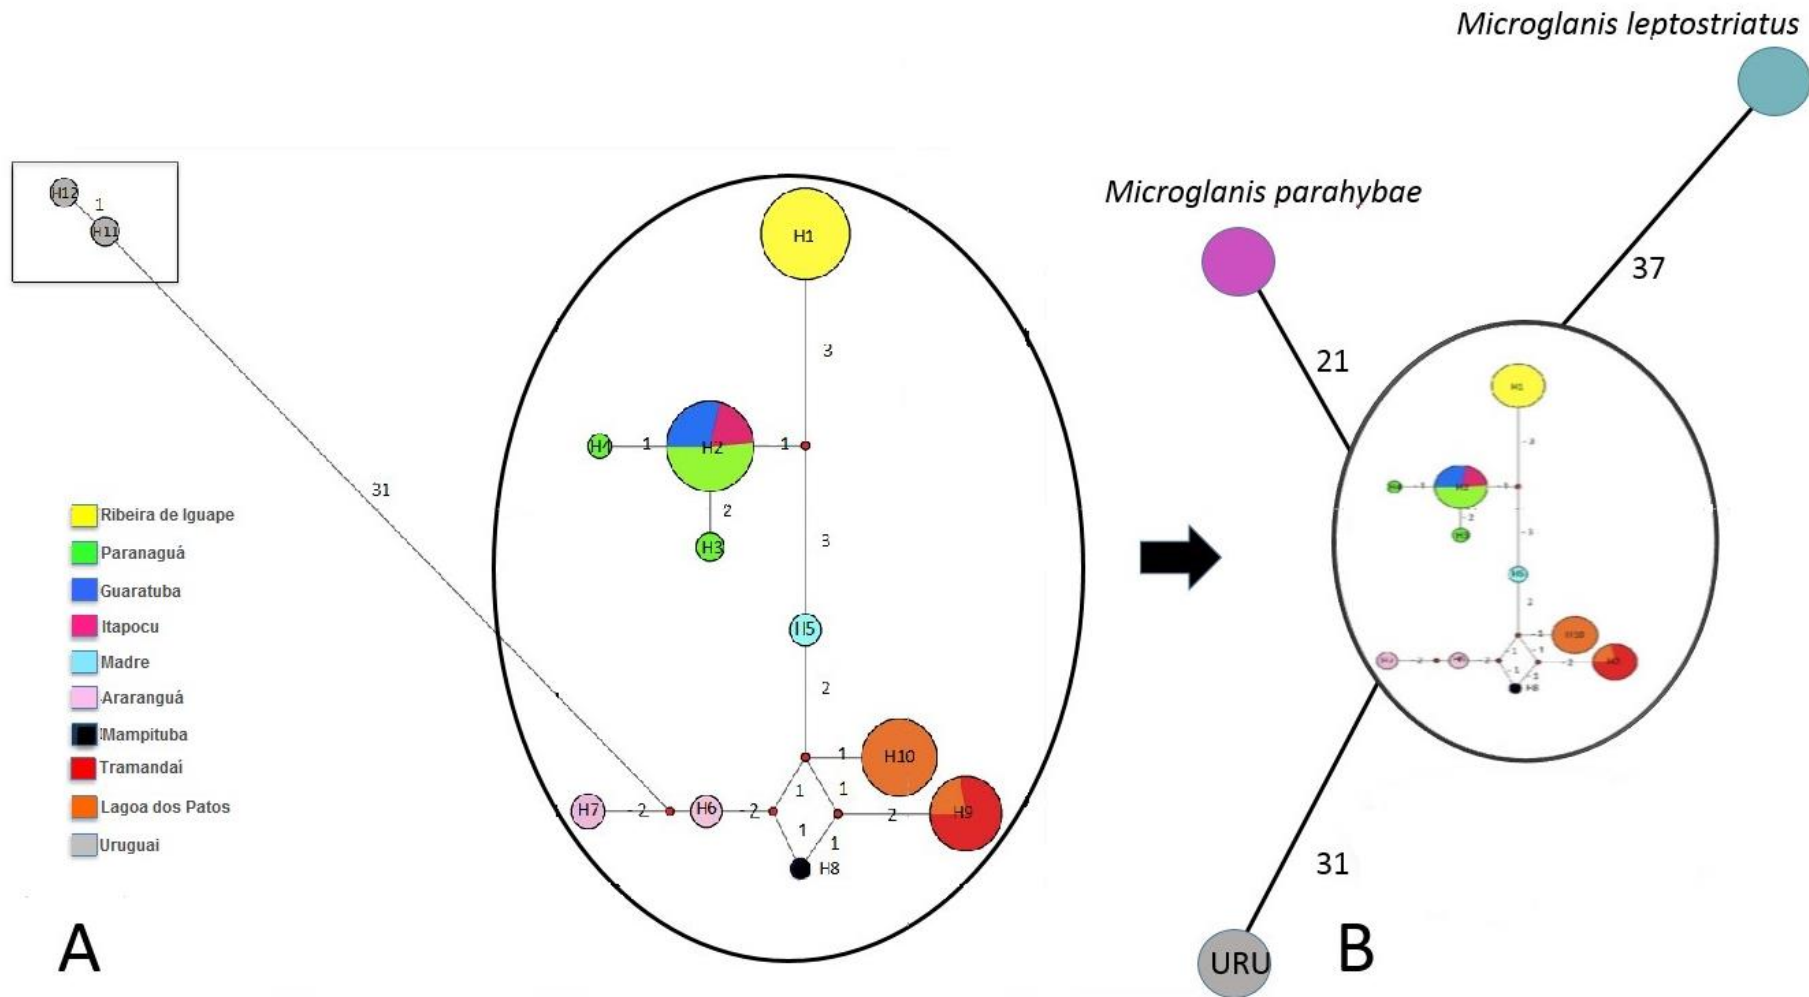 Microglanis leptostriatus
Microglanis parahybae
H12
1
H11
H1
37
3
21
H4
1
H2
1
2
H3
31
3
H5
Ribeira de Iguape
Paranaguá
Guaratuba
Itapocu
Madre
Araranguá
Mampituba
Tramandaí
Lagoa dos Patos
Uruguai
2
1
H10
H7
2
H6
2
1
1
2
H9
1
1
H8
31
A
URU
B
H1